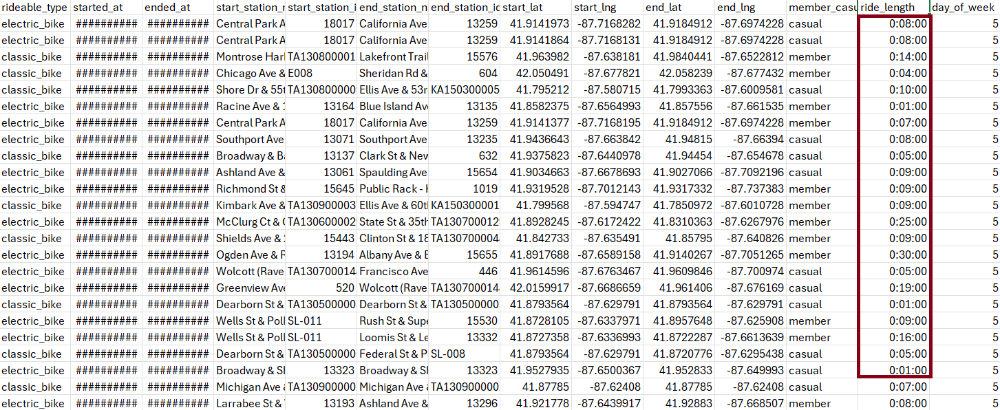 rideable_type started_at ended_at start_station_n start_station_i end_station_n end_station_id start_lat start_lng end_lat end_lng member_casu ride_length day_of_week
electric_bike ########## ########## Central Park A 18017 California Ave 13259 41.9141973 -87.7168282 41.9184912 -87.6974228 casual 0:08:00 5
electric_bike ########## ########## Central Park A 18017 California Ave 13259 41.9141864 -87.7168131 41.9184912 -87.6974228 casual 0:08:00 5
classic_bike ########## ########## Montrose Har TA130800001 Lakefront Trail 15576 41.963982 -87.638181 41.9840441 -87.6522812 member 0:14:00 5
classic_bike ########## ########## Chicago Ave & E008 Sheridan Rd & 604 42.050491 -87.677821 42.058239 -87.677432 member 0:04:00 5
classic_bike ########## ########## Shore Dr & 55t TA130800000 Ellis Ave & 53r KA150300005 41.795212 -87.580715 41.7993363 -87.6009581 casual 0:10:00 5
electric_bike ########## ########## Racine Ave & 1 13164 Blue Island Av 13135 41.8582375 -87.6564993 41.857556 -87.661535 member 0:01:00 5
electric_bike ########## ########## Central Park A 18017 California Ave 13259 41.9141377 -87.7168195 41.9184912 -87.6974228 member 0:07:00 5
electric_bike ########## ########## Southport Ave 13071 Southport Ave 13235 41.9436643 -87.663842 41.94815 -87.66394 casual 0:08:00 5
classic_bike ########## ########## Broadway & Ba 13137 Clark St & New 632 41.9375823 -87.6440978 41.94454 -87.654678 casual 0:05:00 5
electric_bike ########## ########## Ashland Ave & 13061 Spaulding Ave 15654 41.9034663 -87.6678693 41.9027066 -87.7092196 casual 0:09:00 5
electric_bike ########## ########## Richmond St & 15645 Public Rack - 1019 41.9319528 -87.7012143 41.9317332 -87.737383 member 0:09:00 5
classic_bike ########## ########## Kimbark Ave & TA130900003 Ellis Ave & 60t KA150300001 41.799568 -87.594747 41.7850972 -87.6010728 member 0:09:00 5
electric_bike ########## ########## McClurg Ct & TA130600002 State St & 35th TA130700012 41.8928245 -87.6172422 41.8310363 -87.6267976 member 0:25:00 5
classic_bike ########## ########## Shields Ave & 15443 Clinton St & 18 TA130700004 41.842733 -87.635491 41.85795 -87.640826 member 0:09:00 5
electric_bike ########## ########## Ogden Ave & 13194 Albany Ave & 15655 41.8917688 -87.6589158 41.9140267 -87.7051265 member 0:30:00 5
electric_bike ########## ########## Wolcott (Rave TA130700014 Francisco Ave 446 41.9614596 -87.6763467 41.9609846 -87.700974 casual 0:05:00 5
electric_bike ########## ########## Greenview Av 520 Wolcott (Rave TA130700014 42.0159917 -87.6686659 41.961406 -87.676169 casual 0:19:00 5
classic_bike ########## ########## Dearborn St & TA130500000 Dearborn St & TA130500000 41.8793564 -87.629791 41.8793564 -87.629791 casual 0:01:00 5
electric_bike ########## ########## Wells St & Poll SL-011 Rush St & Supe 15530 41.8728105 -87.6337971 41.8957648 -87.625908 member 0:09:00 5
electric_bike ########## ########## Wells St & Poll SL-011 Loomis St & Le 13332 41.8727358 -87.6336993 41.8722287 -87.6613639 member 0:16:00 5
classic_bike ########## ########## Dearborn St & TA130500000 Federal St & P SL-008 41.8793564 -87.629791 41.8720776 -87.6295438 casual 0:05:00 5
electric_bike ########## ########## Broadway & 13323 Broadway & 13323 41.9527935 -87.6500367 41.952833 -87.649993 casual 0:01:00 5
classic_bike ########## ########## Michigan Ave TA130900000 Michigan Ave TA130900000 41.87785 -87.62408 41.87785 -87.62408 casual 0:07:00 5
electric_bike ########## ########## Larrabee St & 13193 Ashland Ave & 13296 41.921778 -87.6439917 41.92883 -87.668507 member 0:08:00 5